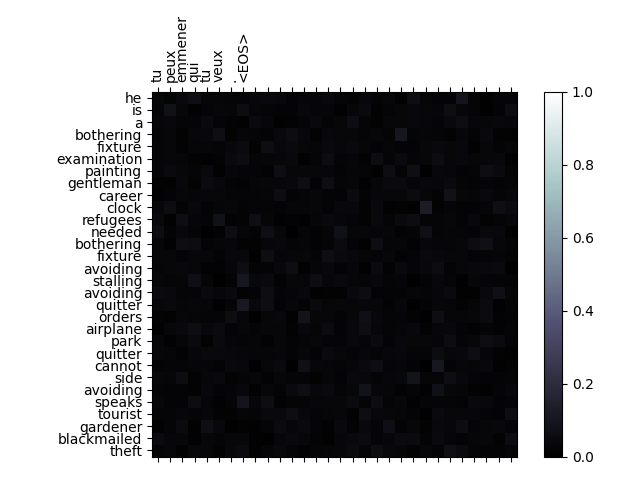 tu
peux
emmener
qui
tu
veux
.
<EOS>
he
is
a
bothering
fixture
examination
painting
gentleman
career
clock
refugees
needed
bothering
fixture
avoiding
stalling
avoiding
quitter
orders
airplane
park
quitter
cannot
side
avoiding
speaks
tourist
gardener
blackmailed
theft
1.0
0.8
0.6
0.4
0.2
0.0